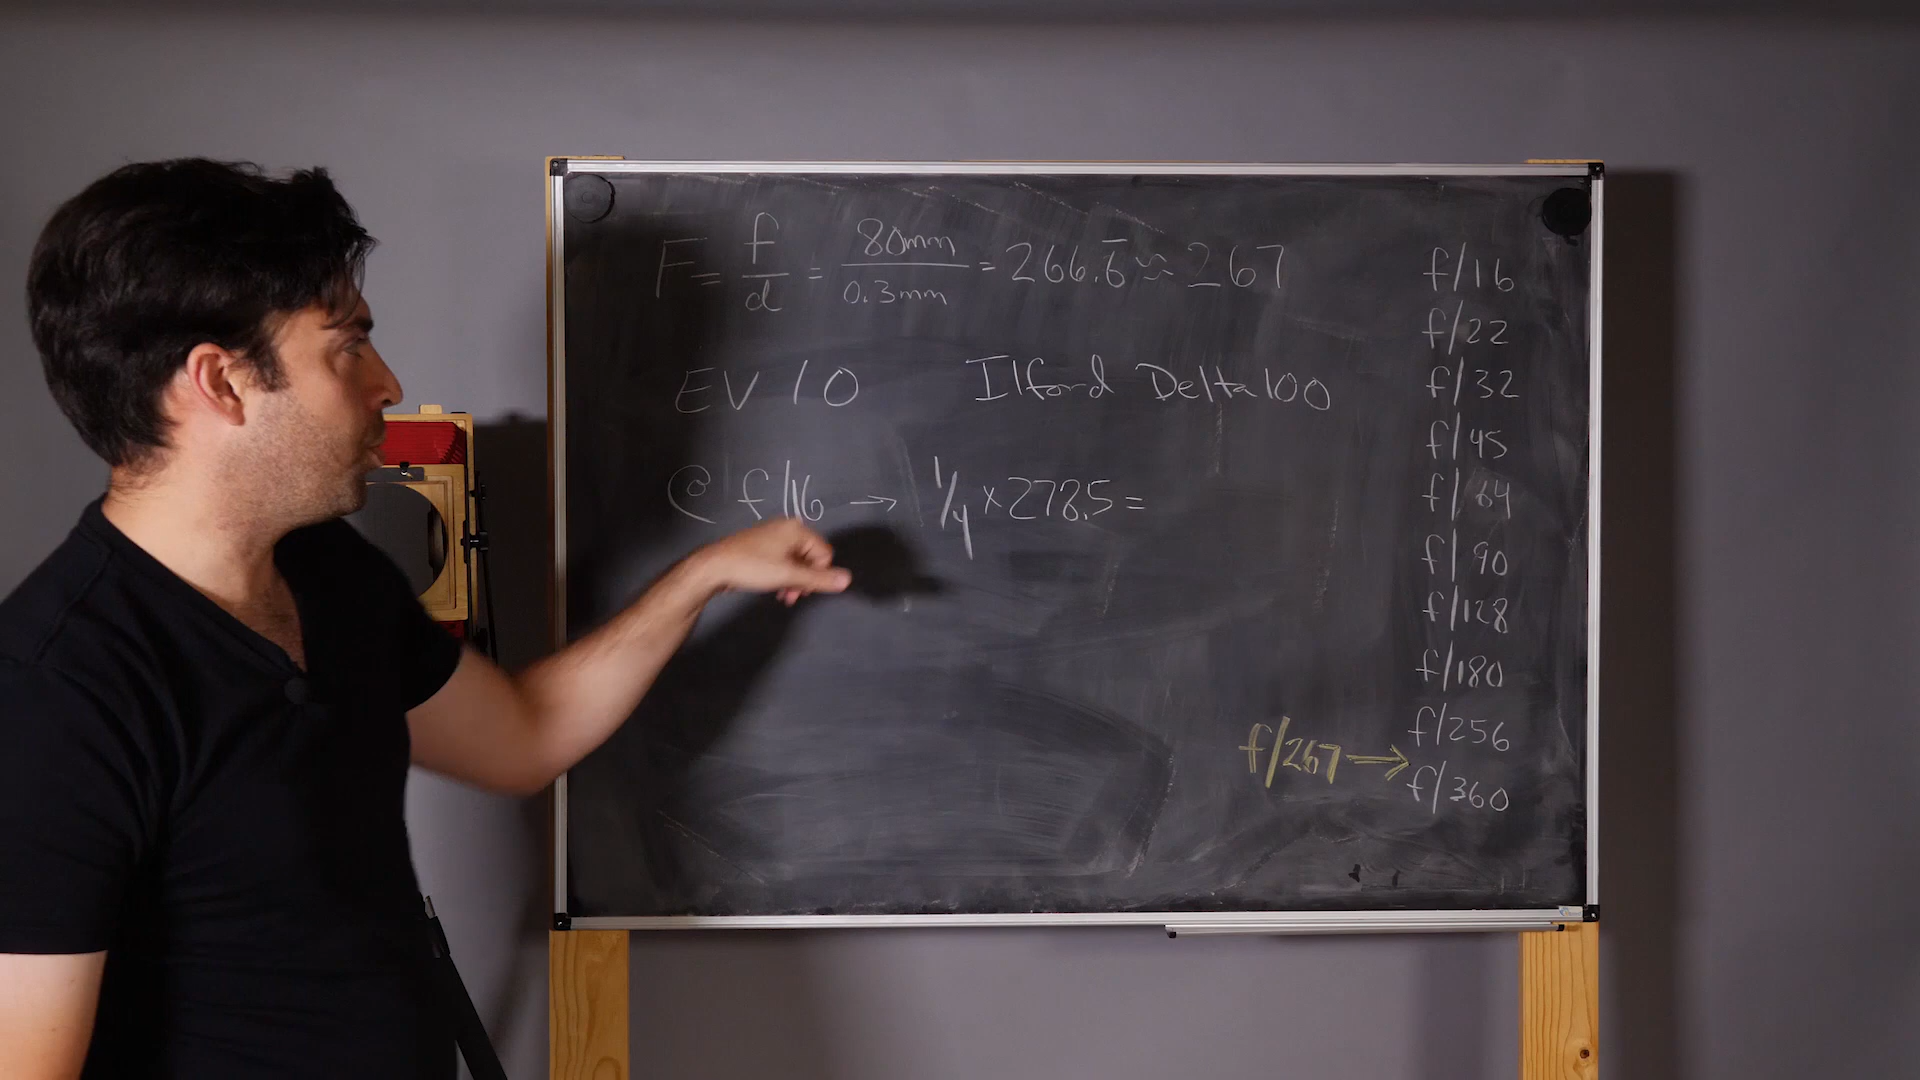 F = f/d = 80mm/0.3mm = 266.6̅ ≈ 267
EV 10 Ilford Delta 100
@ f/16 → 1/4 × 278.5 =
f/16
f/22
f/32
f/45
f/64
f/90
f/128
f/180
f/256
f/267 →
f/360